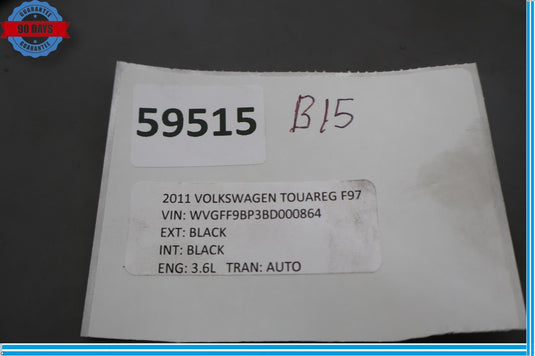 GUARANTEE
90 DAYS
GUARANTEE
59515
B15
2011 VOLKSWAGEN TOUAREG F97
VIN: WVGFF9BP3BD000864
EXT: BLACK
INT: BLACK
ENG: 3.6L TRAN: AUTO